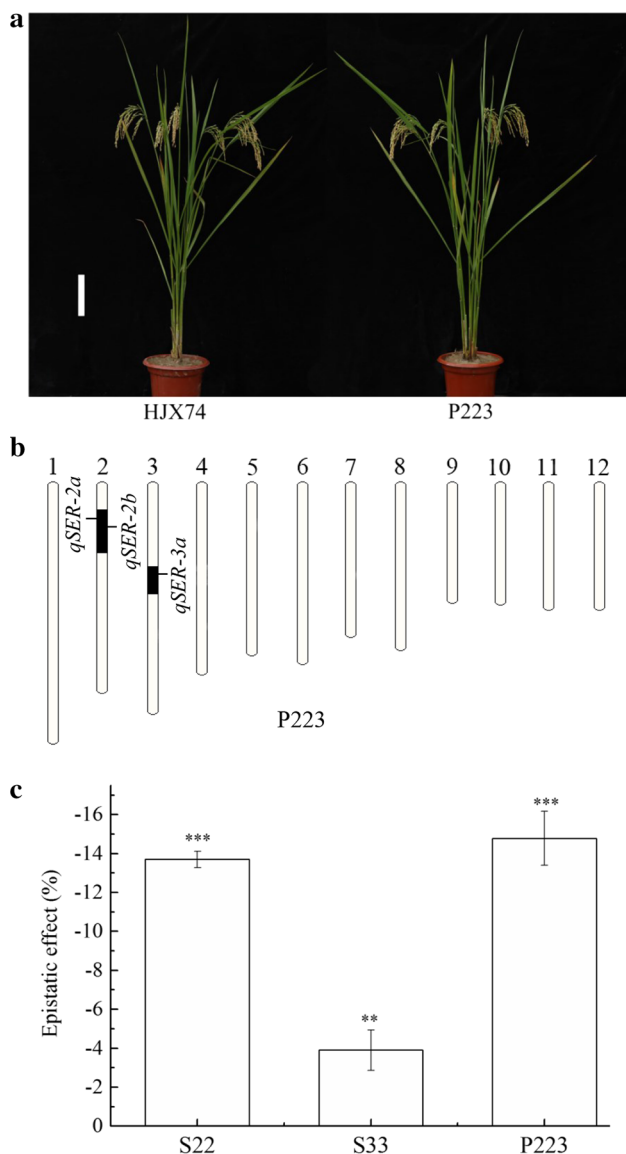 a
HJX74 P223
b
1 2 3 4 5 6 7 8 9 10 11 12
qSER-2a
qSER-2b
qSER-3a
P223
c
Epistatic effect (%)
-16
-14
-12
-10
-8
-6
-4
-2
0
***
**
***
S22 S33 P223